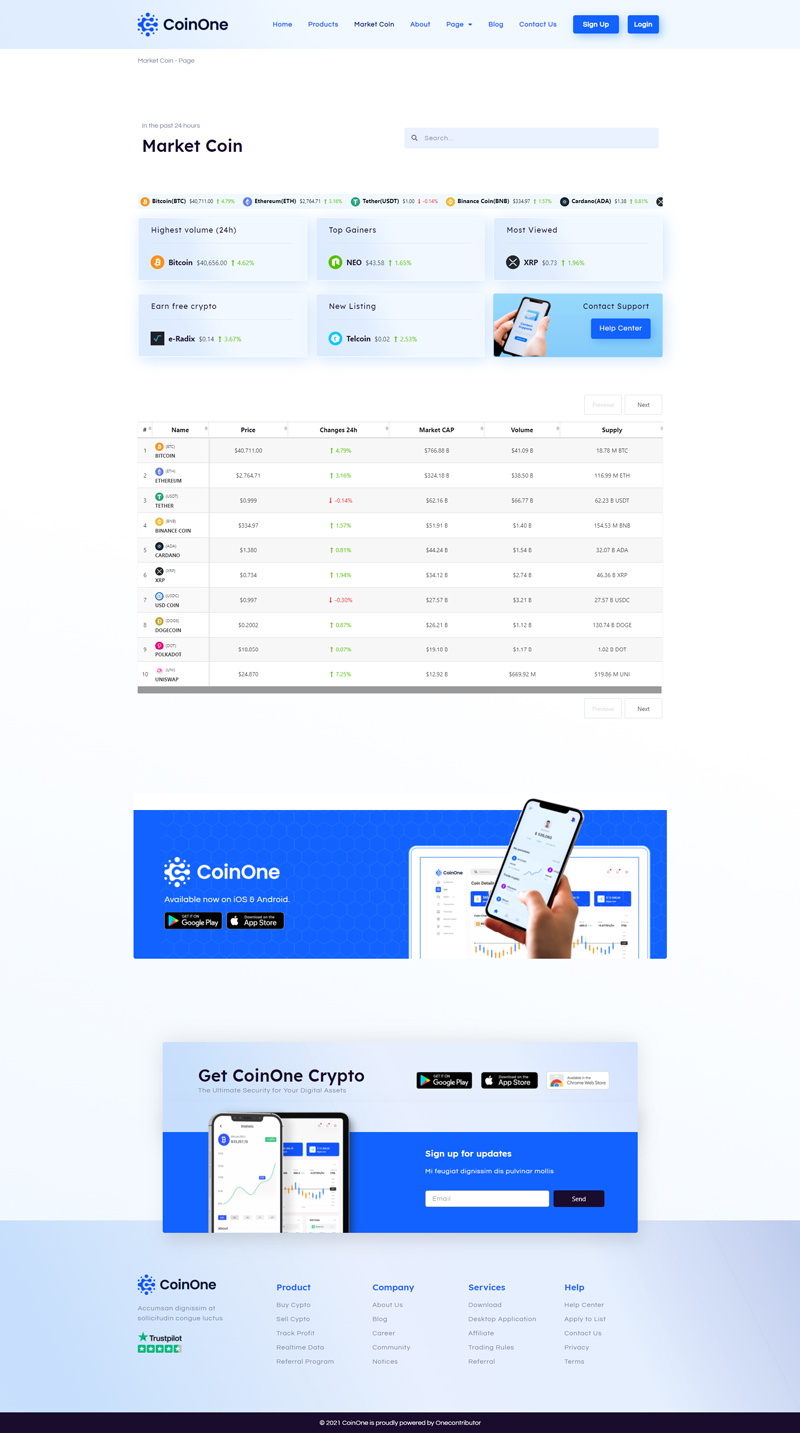 CoinOne
Home Products Market Coin About Page Blog Contact Us Sign Up Login
Market Coin - Page
In the past 24 hours
Market Coin
Search...
Bitcoin(BTC) $40,711.00 4.79% Ethereum(ETH) $2,764.71 3.16% Tether(USDT) $1.00 -0.14% Binance Coin(BNB) $334.97 1.57% Cardano(ADA) $1.38 0.81%
Highest volume (24h) Top Gainers Most Viewed
Bitcoin $40,656.00 4.62% NEO $43.58 1.65% XRP $0.73 1.96%
Earn free crypto New Listing Contact Support
e-Radix $0.14 3.67% Telcoin $0.02 2.53% Help Center
Previous Next
# Name Price Changes 24h Market CAP Volume Supply
1 (BTC) BITCOIN $40,711.00 4.79% $766.88 B $41.09 B 18.78 M BTC
2 (ETH) ETHEREUM $2,764.71 3.16% $324.18 B $38.50 B 116.99 M ETH
3 (USDT) TETHER $0.999 -0.14% $62.16 B $66.77 B 62.23 B USDT
4 (BNB) BINANCE COIN $334.97 1.57% $51.91 B $1.40 B 154.53 M BNB
5 (ADA) CARDANO $1.380 0.81% $44.24 B $1.54 B 32.07 B ADA
6 (XRP) XRP $0.734 1.94% $34.12 B $2.74 B 46.36 B XRP
7 (USDC) USD COIN $0.997 -0.30% $27.57 B $3.21 B 27.57 B USDC
8 (DOGE) DOGECOIN $0.2002 0.87% $26.21 B $1.12 B 130.74 B DOGE
9 (DOT) POLKADOT $18.050 0.07% $19.10 B $1.17 B 1.02 B DOT
10 (UNI) UNISWAP $24.870 7.25% $12.92 B $669.92 M 519.86 M UNI
Previous Next
CoinOne
Available now on iOS & Android.
GET IT ON Google Play Download on the App Store
CoinOne
Coin Details
Get CoinOne Crypto
The Ultimate Security for Your Digital Assets
GET IT ON Google Play Download on the App Store Available in the Chrome Web Store
Sign up for updates
Mi feugiat dignissim dis pulvinar mollis
Email Send
CoinOne
Accumsan dignissim at
sollicitudin congue luctus
Trustpilot
Product Company Services Help
Buy Cypto About Us Download Help Center
Sell Cypto Blog Desktop Application Apply to List
Track Profit Career Affiliate Contact Us
Realtime Data Community Trading Rules Privacy
Referral Program Notices Referral Terms
© 2021 CoinOne is proudly powered by Onecontributor